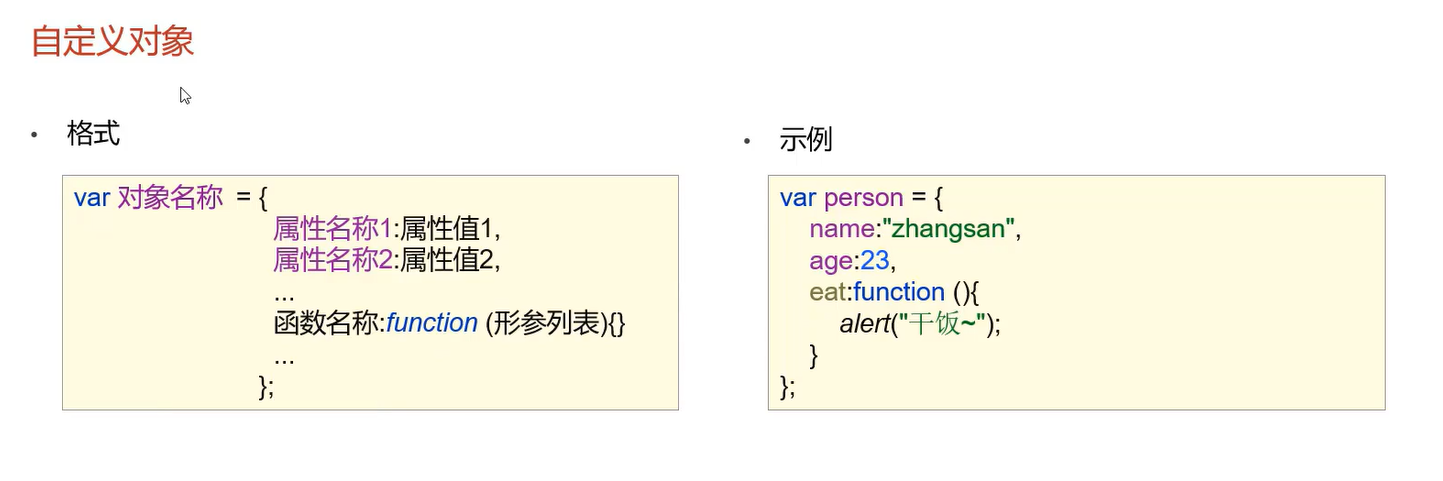 自定义对象
• 格式
var 对象名称 = {
属性名称1:属性值1,
属性名称2:属性值2,
...
函数名称:function (形参列表){}
...
};
• 示例
var person = {
name:"zhangsan",
age:23,
eat:function (){
alert("干饭~");
}
};